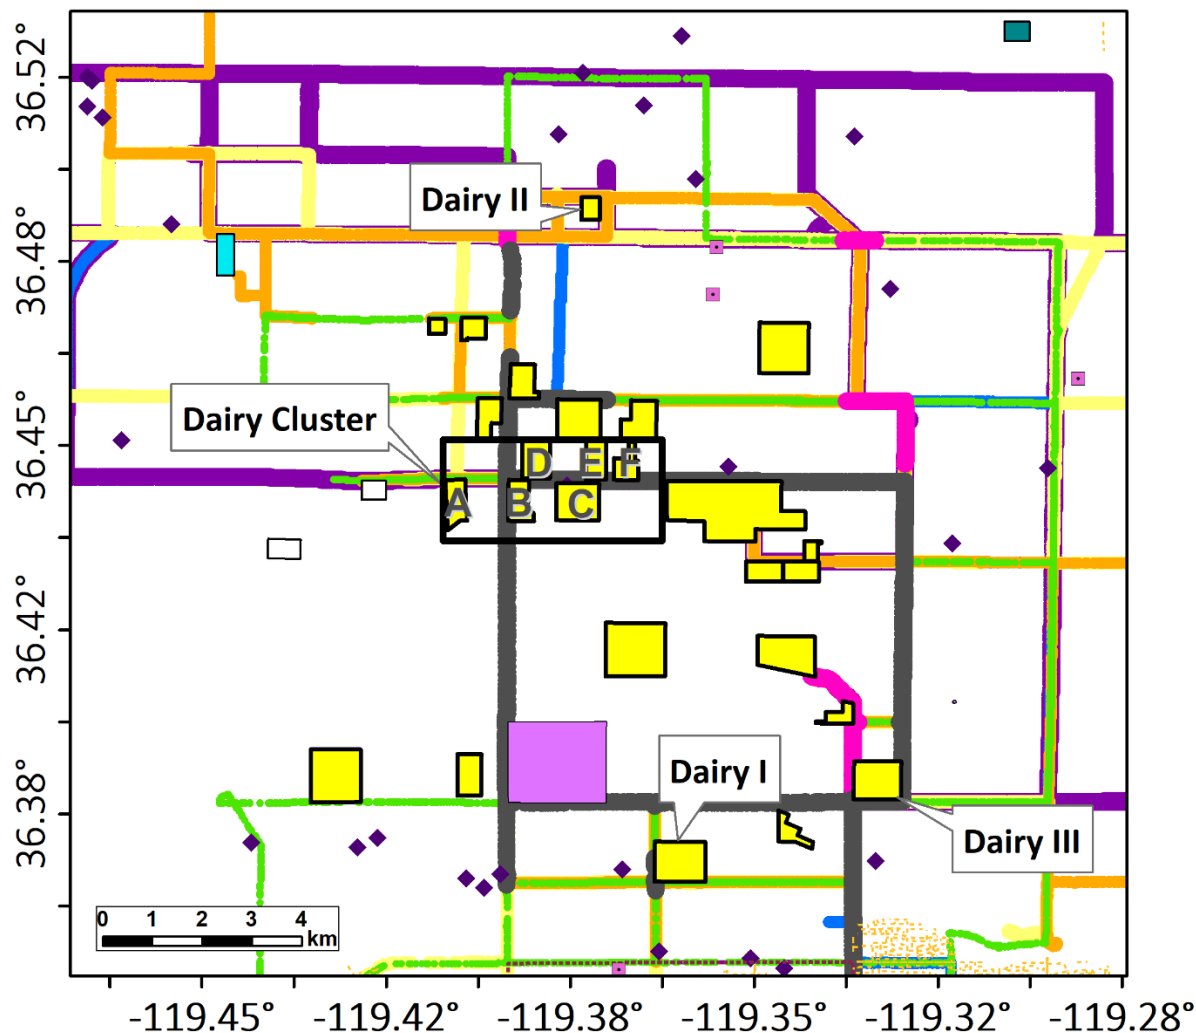 36.52°
Dairy II
36.48°
Dairy Cluster
36.45°
D E F
A B C
36.42°
Dairy I
36.38°
Dairy III
0 1 2 3 4
km
-119.45° -119.42° -119.38° -119.35° -119.32° -119.28°